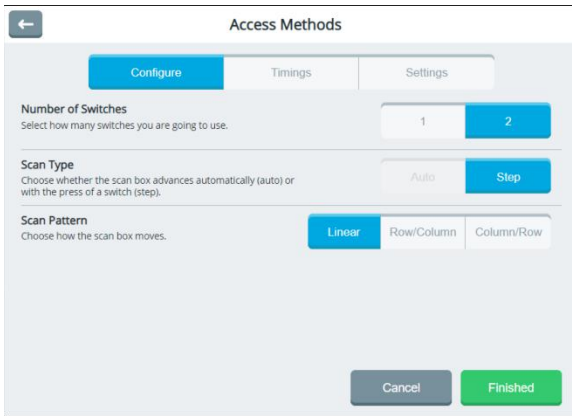 Access Methods
Configure Timings Settings
Number of Switches
Select how many switches you are going to use.
1 2
Scan Type
Choose whether the scan box advances automatically (auto) or
with the press of a switch (step).
Auto Step
Scan Pattern
Choose how the scan box moves.
Linear Row/Column Column/Row
Cancel Finished